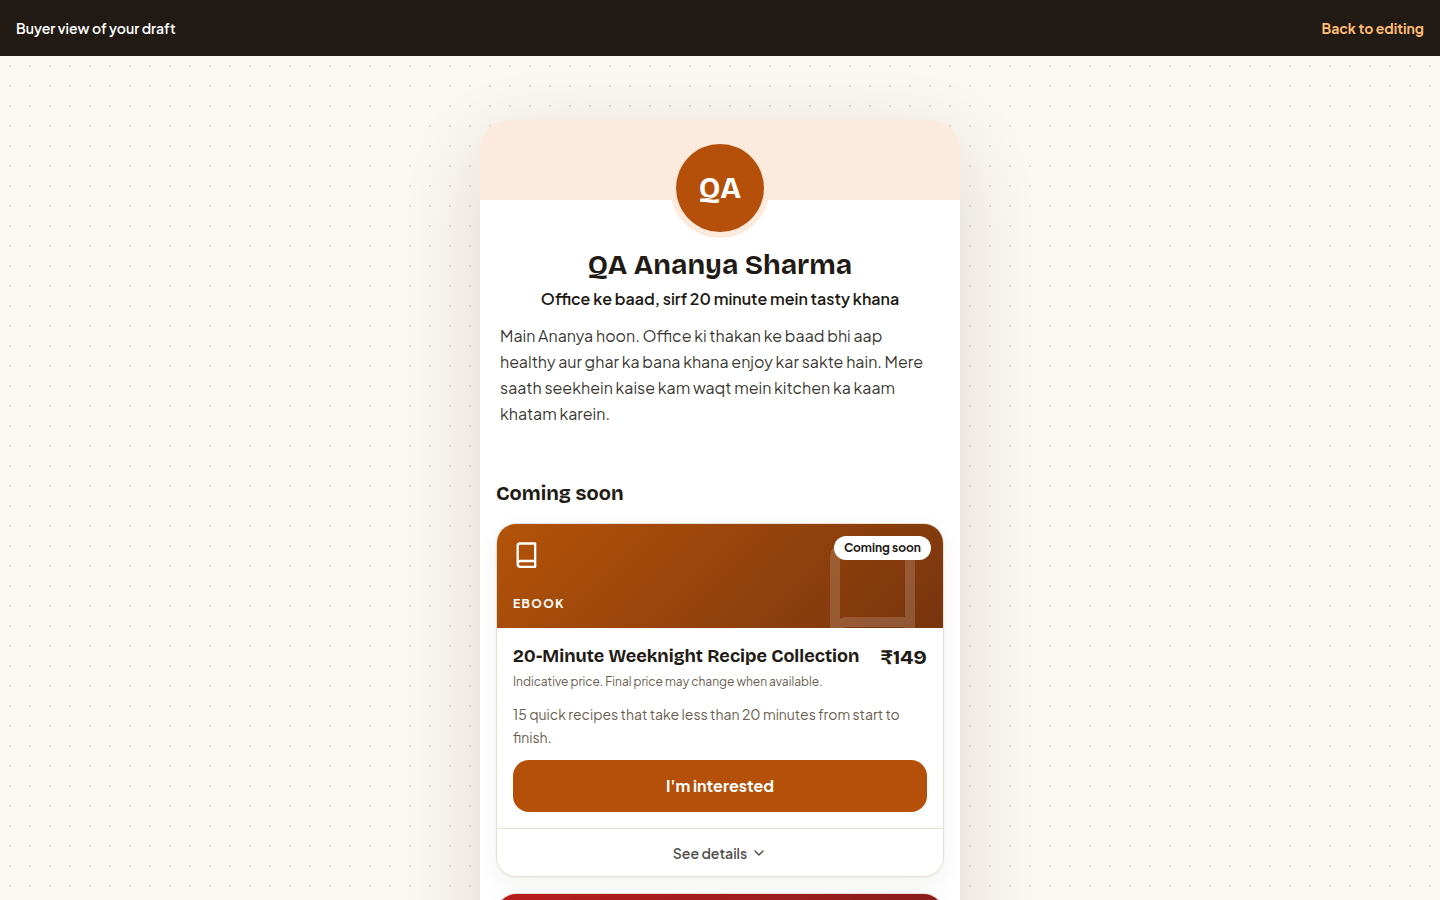 Buyer view of your draft
Back to editing
QA
QA Ananya Sharma
Office ke baad, sirf 20 minute mein tasty khana
Main Ananya hoon. Office ki thakan ke baad bhi aap
healthy aur ghar ka bana khana enjoy kar sakte hain. Mere
saath seekhein kaise kam waqt mein kitchen ka kaam
khatam karein.
Coming soon
Coming soon
EBOOK
20-Minute Weeknight Recipe Collection
₹149
Indicative price. Final price may change when available.
15 quick recipes that take less than 20 minutes from start to
finish.
I'm interested
See details